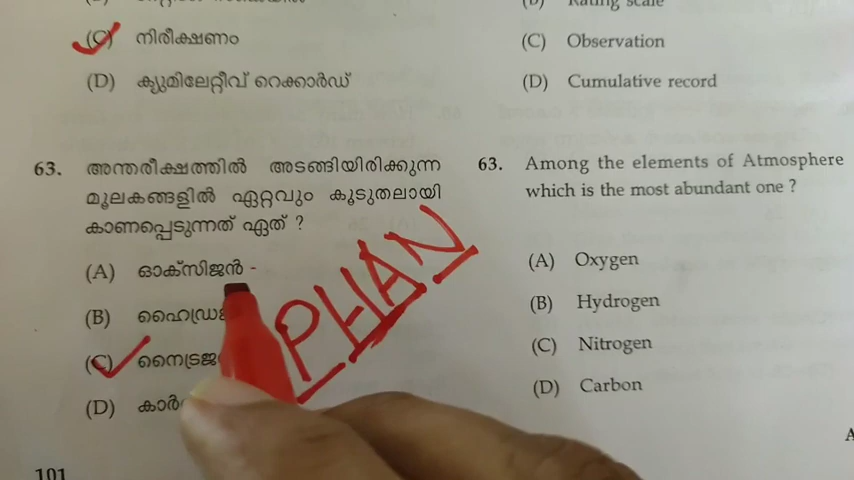 (C) നിരീക്ഷണം
(D) ക്യുമിലേറ്റീവ് റെക്കാർഡ്
63. അന്തരീക്ഷത്തിൽ അടങ്ങിയിരിക്കുന്ന
മൂലകങ്ങളിൽ ഏറ്റവും കൂടുതലായി
കാണപ്പെടുന്നത് ഏത് ?
(A) ഓക്സിജൻ -
(B)
(C)
(D)
PHAN
101
(B) Rating scale
(C) Observation
(D) Cumulative record
63. Among the elements of Atmosphere
which is the most abundant one ?
(A) Oxygen
(B) Hydrogen
(C) Nitrogen
(D) Carbon
A